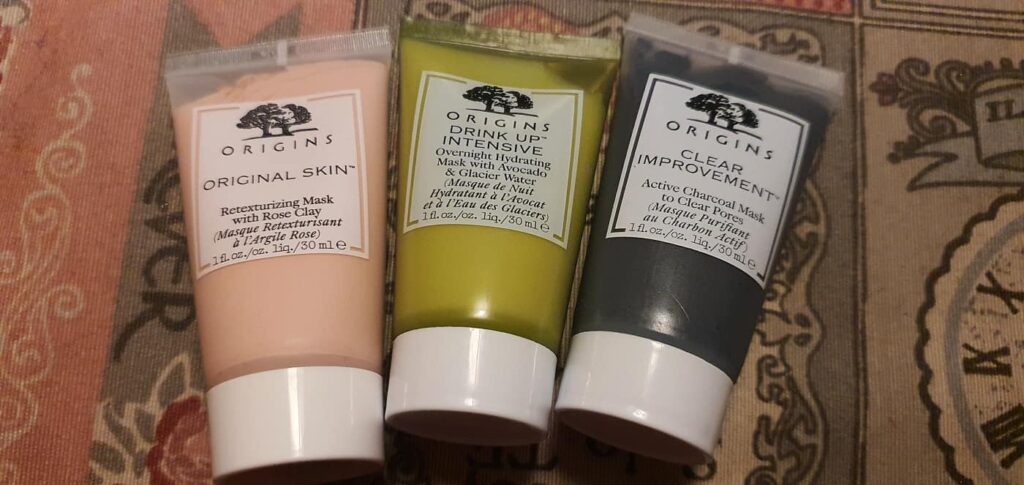 ORIGINS
ORIGINAL SKIN™
Retexturizing Mask
with Rose Clay
(Masque Retexturisant
à l'Argile Rose)
1 fl.oz./oz. liq./30 ml ℮
ORIGINS
DRINK UP™
INTENSIVE
Overnight Hydrating
Mask with Avocado
& Glacier Water
(Masque de Nuit
Hydratant à l'Avocat
et à l'Eau des Glaciers)
1 fl.oz./oz. liq./30 ml ℮
ORIGINS
CLEAR
IMPROVEMENT™
Active Charcoal Mask
to Clear Pores
(Masque Purifiant
au Charbon Actif)
1 fl.oz./oz. liq./30 ml ℮
IX